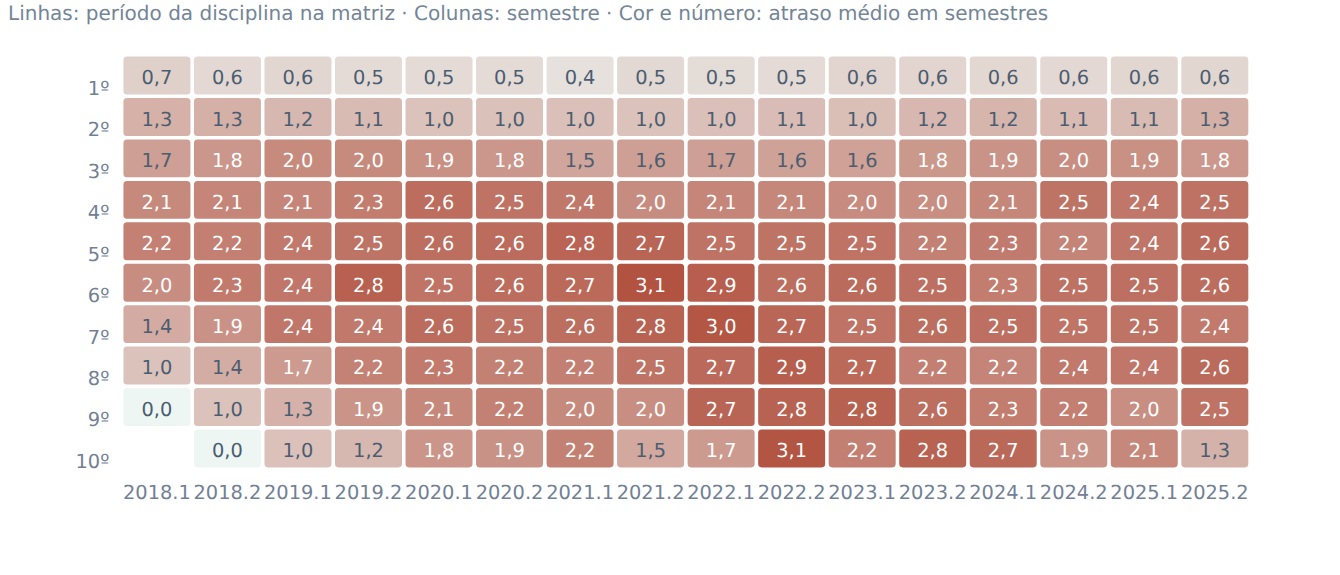 Linhas: período da disciplina na matriz · Colunas: semestre · Cor e número: atraso médio em semestres
1º 0,7 0,6 0,6 0,5 0,5 0,5 0,4 0,5 0,5 0,5 0,6 0,6 0,6 0,6 0,6 0,6
2º 1,3 1,3 1,2 1,1 1,0 1,0 1,0 1,0 1,0 1,1 1,0 1,2 1,2 1,1 1,1 1,3
3º 1,7 1,8 2,0 2,0 1,9 1,8 1,5 1,6 1,7 1,6 1,6 1,8 1,9 2,0 1,9 1,8
4º 2,1 2,1 2,1 2,3 2,6 2,5 2,4 2,0 2,1 2,1 2,0 2,0 2,1 2,5 2,4 2,5
5º 2,2 2,2 2,4 2,5 2,6 2,6 2,8 2,7 2,5 2,5 2,5 2,2 2,3 2,2 2,4 2,6
6º 2,0 2,3 2,4 2,8 2,5 2,6 2,7 3,1 2,9 2,6 2,6 2,5 2,3 2,5 2,5 2,6
7º 1,4 1,9 2,4 2,4 2,6 2,5 2,6 2,8 3,0 2,7 2,5 2,6 2,5 2,5 2,5 2,4
8º 1,0 1,4 1,7 2,2 2,3 2,2 2,2 2,5 2,7 2,9 2,7 2,2 2,2 2,4 2,4 2,6
9º 0,0 1,0 1,3 1,9 2,1 2,2 2,0 2,0 2,7 2,8 2,8 2,6 2,3 2,2 2,0 2,5
10º 0,0 1,0 1,2 1,8 1,9 2,2 1,5 1,7 3,1 2,2 2,8 2,7 1,9 2,1 1,3
2018.1 2018.2 2019.1 2019.2 2020.1 2020.2 2021.1 2021.2 2022.1 2022.2 2023.1 2023.2 2024.1 2024.2 2025.1 2025.2